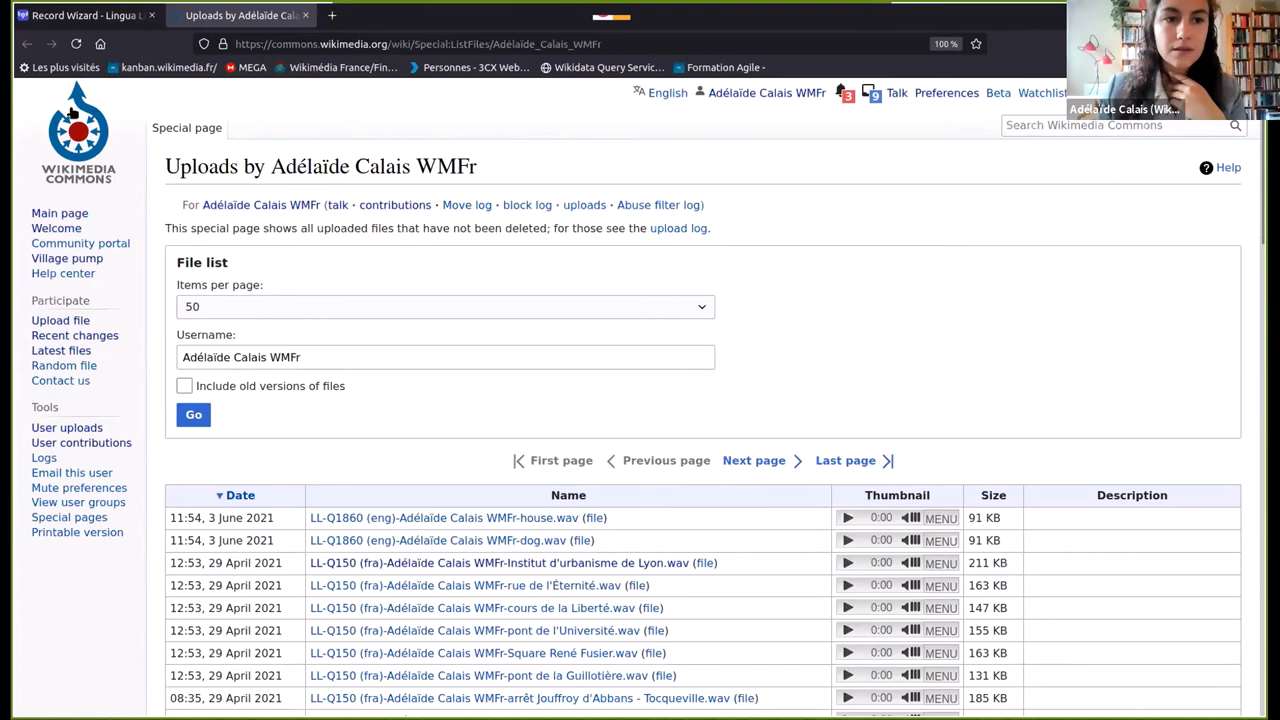 Record Wizard - Lingua Li
Uploads by Adélaïde Cala
https://commons.wikimedia.org/wiki/Special:ListFiles/Adélaïde_Calais_WMFr
100 %
Les plus visités
kanban.wikimedia.fr/
MEGA
Wikimédia France/Fin...
Personnes - 3CX Web...
Wikidata Query Servic...
Formation Agile -
Adélaïde Calais (Wik...
English
Adélaïde Calais WMFr
3
9
Talk
Preferences
Beta
Watchlist
Special page
Search Wikimedia Commons
WIKIMEDIA
COMMONS
Uploads by Adélaïde Calais WMFr
Help
For Adélaïde Calais WMFr (talk · contributions · Move log · block log · uploads · Abuse filter log)
This special page shows all uploaded files that have not been deleted; for those see the upload log.
Main page
Welcome
Community portal
Village pump
Help center
Participate
Upload file
Recent changes
Latest files
Random file
Contact us
Tools
User uploads
User contributions
Logs
Email this user
Mute preferences
View user groups
Special pages
Printable version
File list
Items per page:
50
Username:
Adélaïde Calais WMFr
Include old versions of files
Go
First page Previous page Next page Last page
Date Name Thumbnail Size Description
11:54, 3 June 2021 LL-Q1860 (eng)-Adélaïde Calais WMFr-house.wav (file) 0:00 MENU 91 KB
11:54, 3 June 2021 LL-Q1860 (eng)-Adélaïde Calais WMFr-dog.wav (file) 0:00 MENU 91 KB
12:53, 29 April 2021 LL-Q150 (fra)-Adélaïde Calais WMFr-Institut d'urbanisme de Lyon.wav (file) 0:00 MENU 211 KB
12:53, 29 April 2021 LL-Q150 (fra)-Adélaïde Calais WMFr-rue de l'Éternité.wav (file) 0:00 MENU 163 KB
12:53, 29 April 2021 LL-Q150 (fra)-Adélaïde Calais WMFr-cours de la Liberté.wav (file) 0:00 MENU 147 KB
12:53, 29 April 2021 LL-Q150 (fra)-Adélaïde Calais WMFr-pont de l'Université.wav (file) 0:00 MENU 155 KB
12:53, 29 April 2021 LL-Q150 (fra)-Adélaïde Calais WMFr-Square René Fusier.wav (file) 0:00 MENU 163 KB
12:53, 29 April 2021 LL-Q150 (fra)-Adélaïde Calais WMFr-pont de la Guillotière.wav (file) 0:00 MENU 131 KB
08:35, 29 April 2021 LL-Q150 (fra)-Adélaïde Calais WMFr-arrêt Jouffroy d'Abbans - Tocqueville.wav (file) 0:00 MENU 185 KB